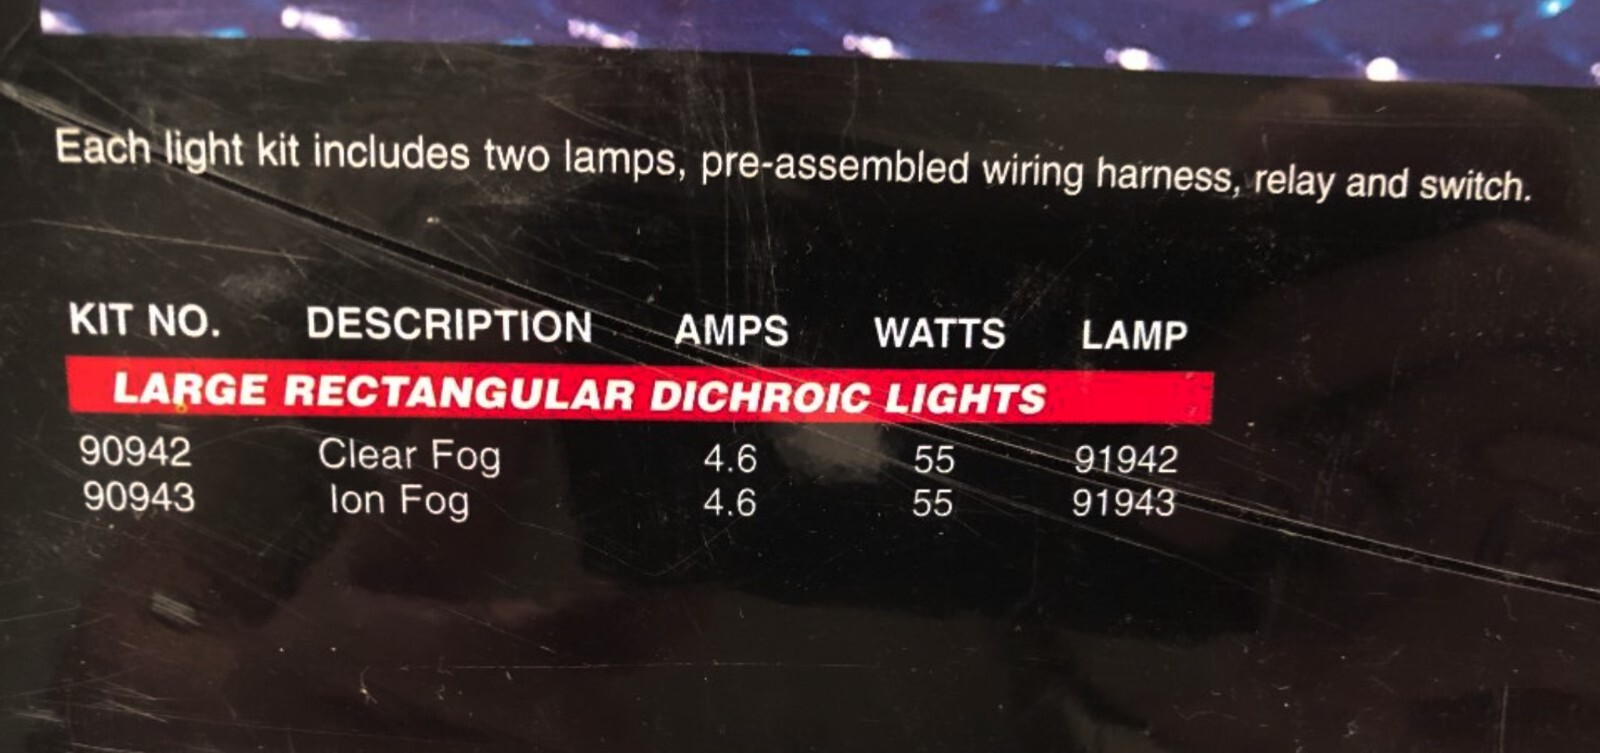 Each light kit includes two lamps, pre-assembled wiring harness, relay and switch.
KIT NO. DESCRIPTION AMPS WATTS LAMP
LARGE RECTANGULAR DICHROIC LIGHTS
90942 Clear Fog 4.6 55 91942
90943 Ion Fog 4.6 55 91943